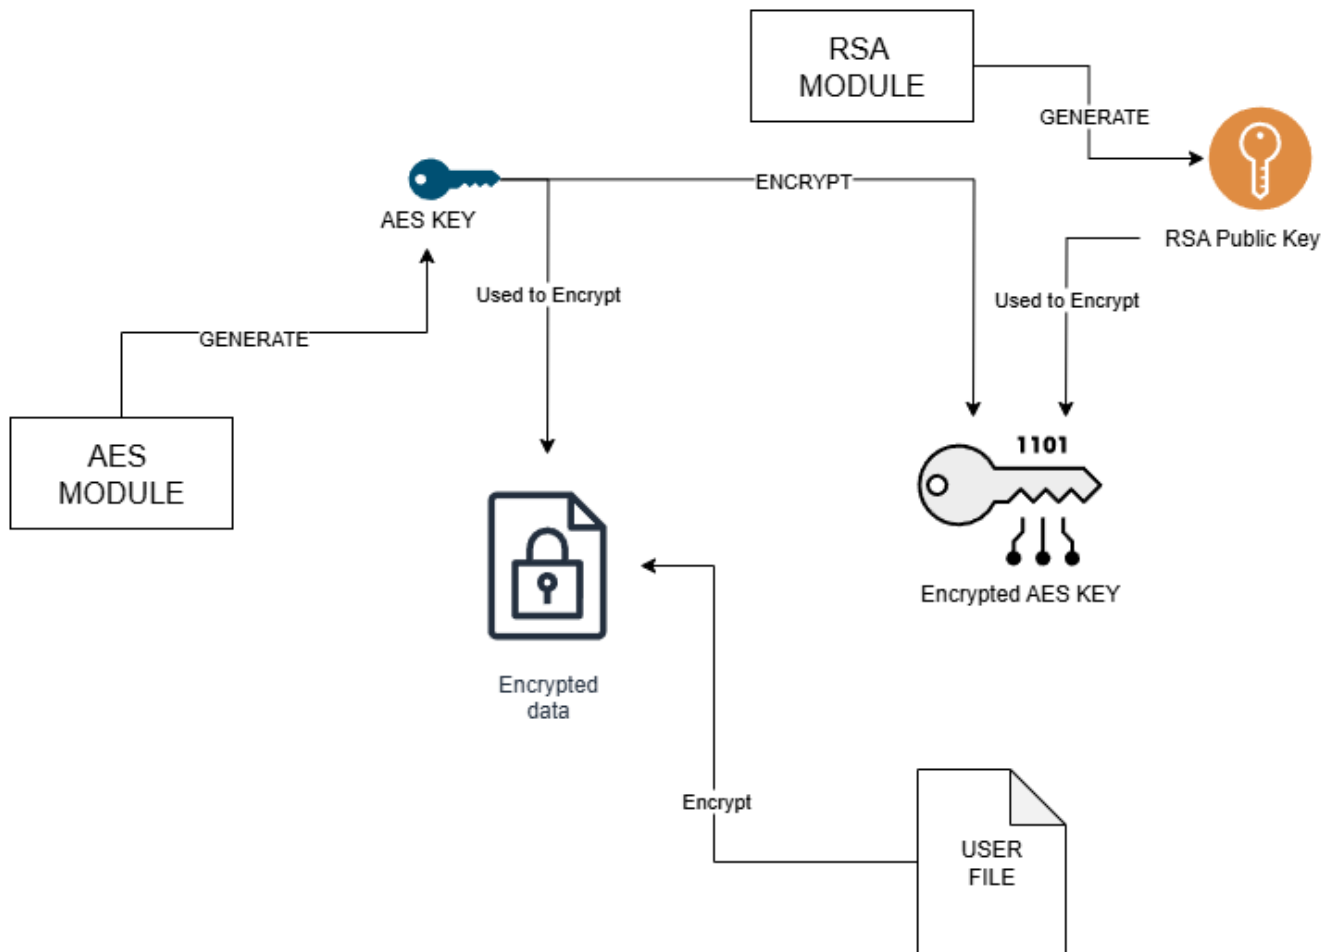 RSA
MODULE
GENERATE
ENCRYPT
AES KEY
RSA Public Key
Used to Encrypt
Used to Encrypt
GENERATE
AES
MODULE
1101
Encrypted AES KEY
Encrypted
data
Encrypt
USER
FILE